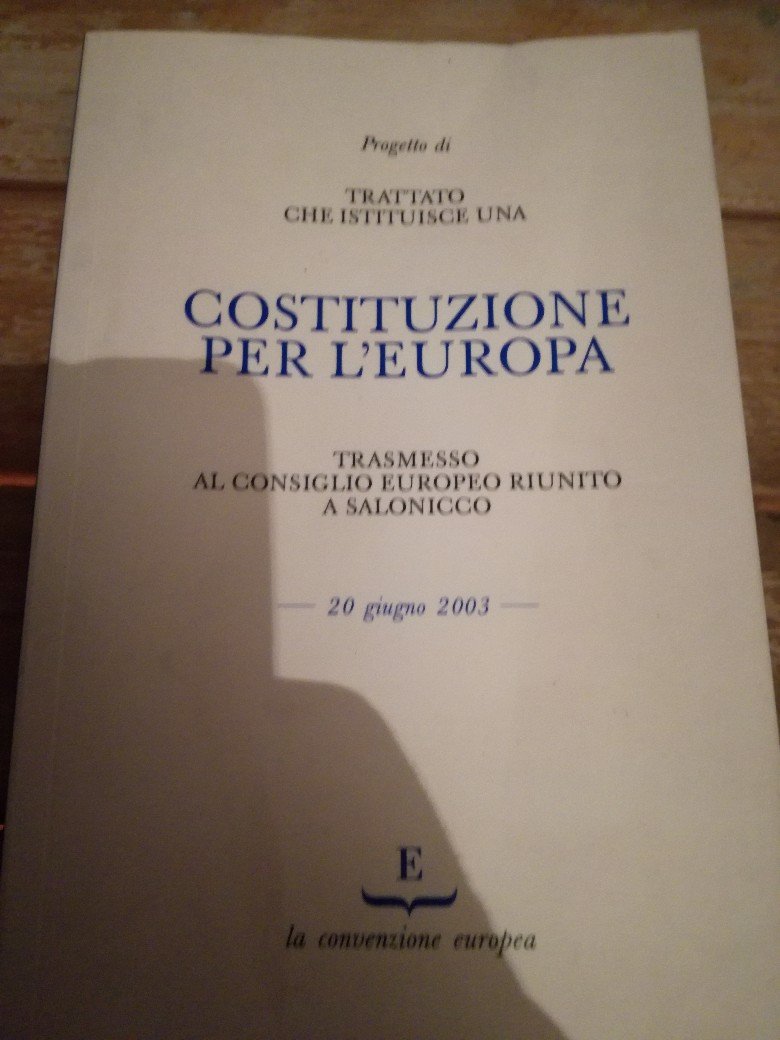 Progetto di
TRATTATO
CHE ISTITUISCE UNA
COSTITUZIONE
PER L'EUROPA
TRASMESSO
AL CONSIGLIO EUROPEO RIUNITO
A SALONICCO
— 20 giugno 2003 —
E
la convenzione europea